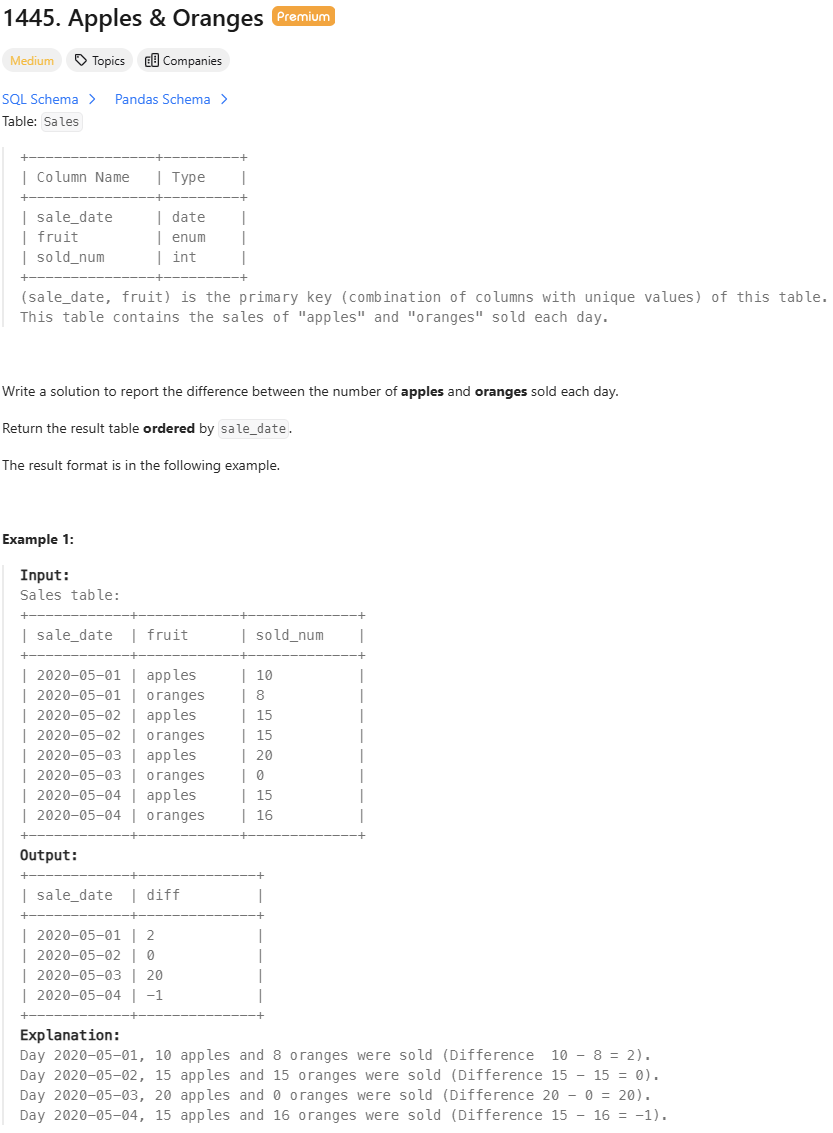 1445. Apples & Oranges Premium
Medium Topics Companies
SQL Schema > Pandas Schema >
Table: Sales
+---------------+---------+
| Column Name   | Type    |
+---------------+---------+
| sale_date     | date    |
| fruit         | enum    |
| sold_num      | int     |
+---------------+---------+
(sale_date, fruit) is the primary key (combination of columns with unique values) of this table.
This table contains the sales of "apples" and "oranges" sold each day.
Write a solution to report the difference between the number of apples and oranges sold each day.
Return the result table ordered by sale_date.
The result format is in the following example.
Example 1:
Input:
Sales table:
+------------+------------+-------------+
| sale_date  | fruit      | sold_num    |
+------------+------------+-------------+
| 2020-05-01 | apples     | 10          |
| 2020-05-01 | oranges    | 8           |
| 2020-05-02 | apples     | 15          |
| 2020-05-02 | oranges    | 15          |
| 2020-05-03 | apples     | 20          |
| 2020-05-03 | oranges    | 0           |
| 2020-05-04 | apples     | 15          |
| 2020-05-04 | oranges    | 16          |
+------------+------------+-------------+
Output:
+------------+--------------+
| sale_date  | diff         |
+------------+--------------+
| 2020-05-01 | 2            |
| 2020-05-02 | 0            |
| 2020-05-03 | 20           |
| 2020-05-04 | -1           |
+------------+--------------+
Explanation:
Day 2020-05-01, 10 apples and 8 oranges were sold (Difference  10 - 8 = 2).
Day 2020-05-02, 15 apples and 15 oranges were sold (Difference 15 - 15 = 0).
Day 2020-05-03, 20 apples and 0 oranges were sold (Difference 20 - 0 = 20).
Day 2020-05-04, 15 apples and 16 oranges were sold (Difference 15 - 16 = -1).